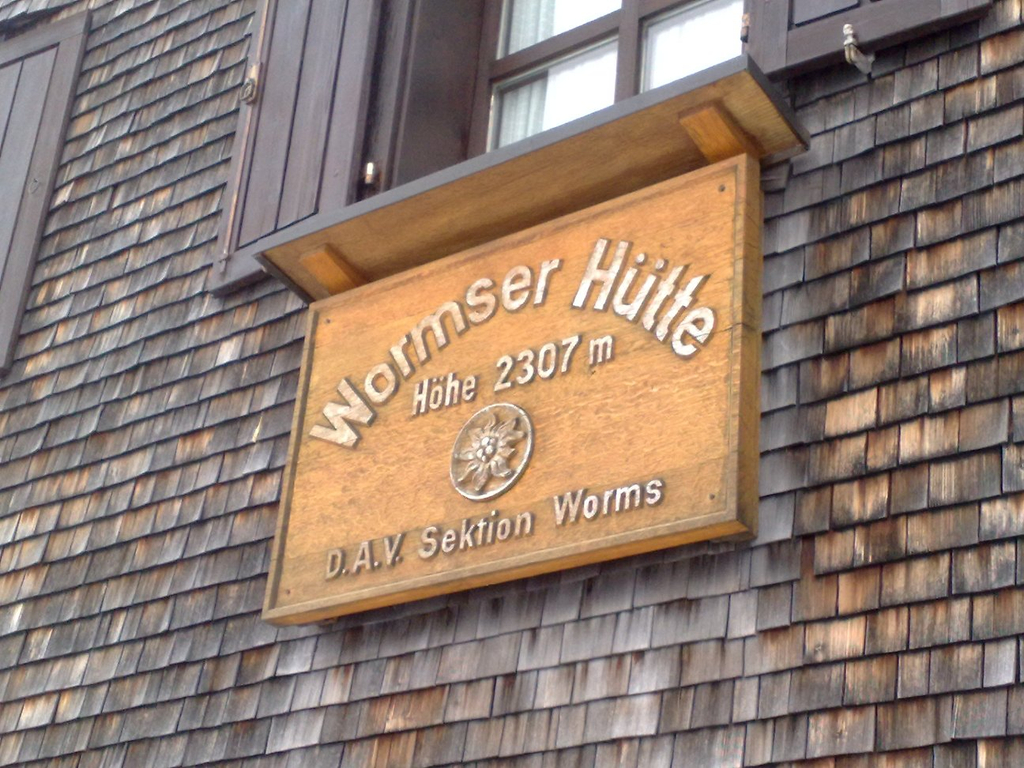 Wormser Hütte
Höhe 2307 m
D.A.V. Sektion Worms